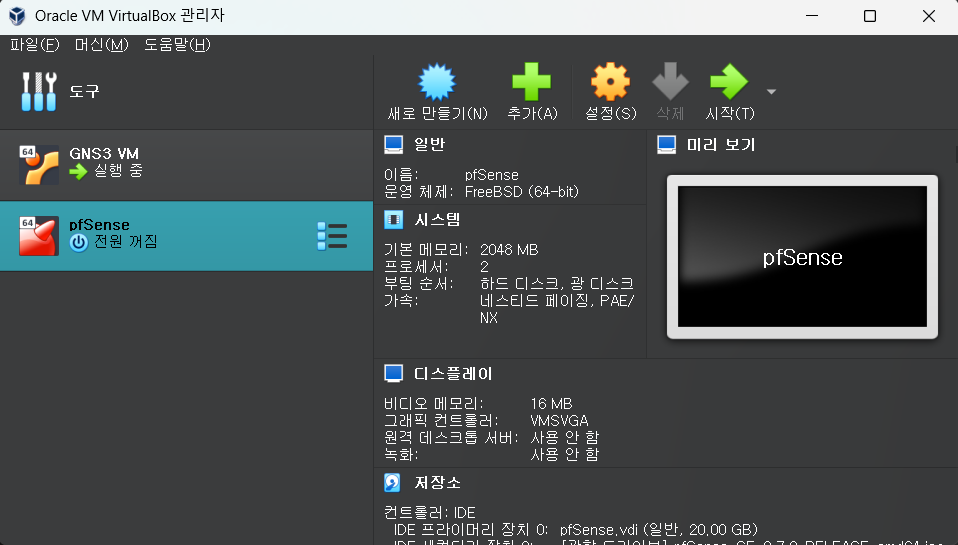 Oracle VM VirtualBox 관리자
파일(F) 머신(M) 도움말(H)
도구
새로 만들기(N) 추가(A) 설정(S) 삭제 시작(T)
64
GNS3 VM
실행 중
64
pfSense
전원 꺼짐
일반
이름: pfSense
운영 체제: FreeBSD (64-bit)
시스템
기본 메모리: 2048 MB
프로세서: 2
부팅 순서: 하드 디스크, 광 디스크
가속: 네스티드 페이징, PAE/
NX
미리 보기
pfSense
디스플레이
비디오 메모리: 16 MB
그래픽 컨트롤러: VMSVGA
원격 데스크톱 서버: 사용 안 함
녹화: 사용 안 함
저장소
컨트롤러: IDE
IDE 프라이머리 장치 0: pfSense.vdi (일반, 20.00 GB)